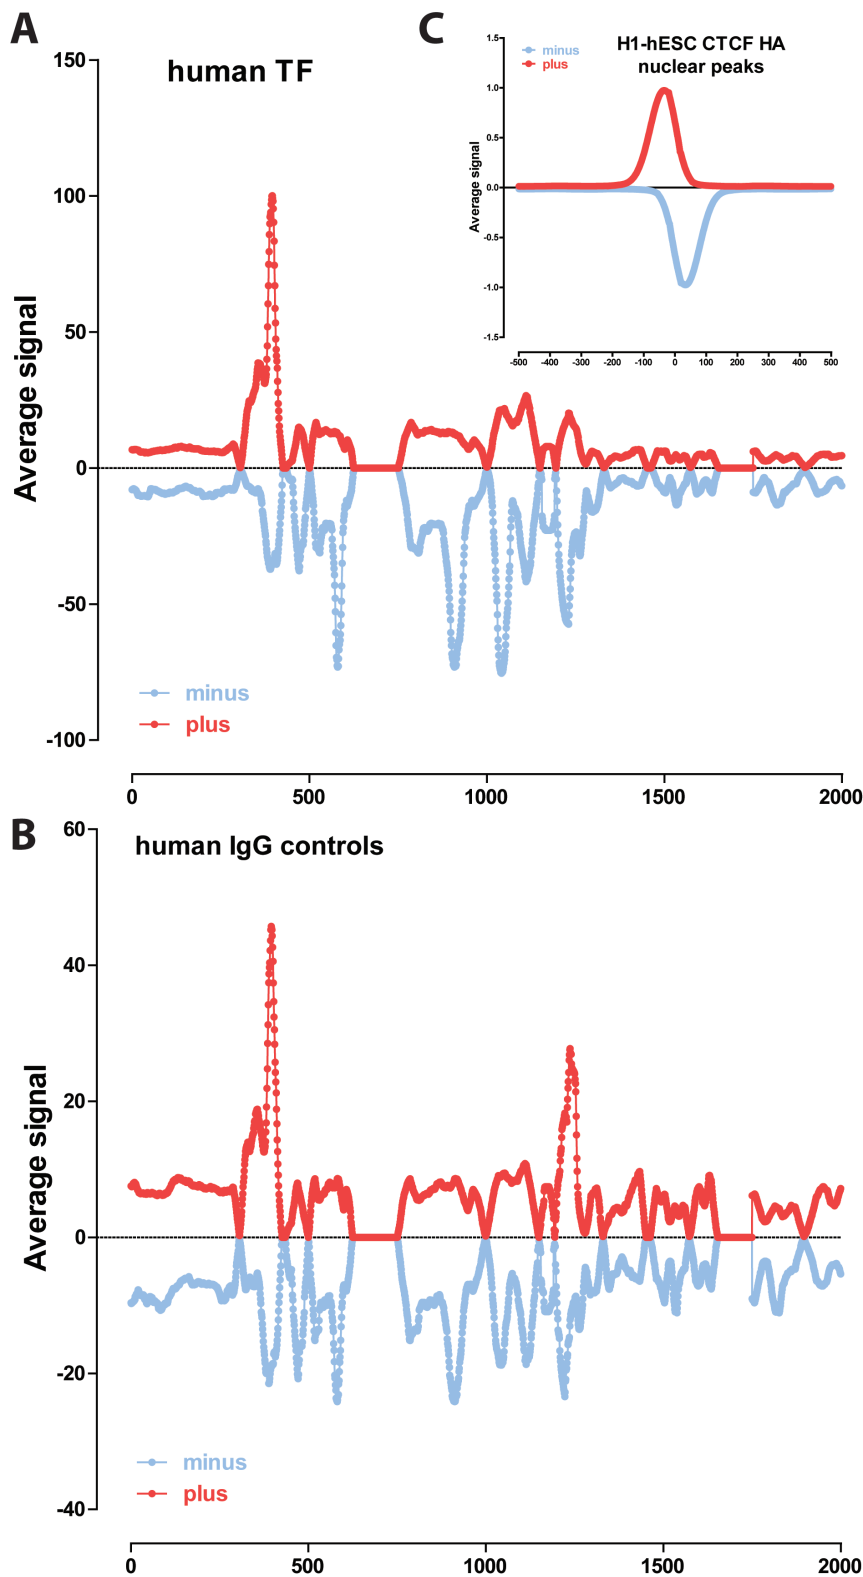 A
human TF
150
100
50
0
-50
-100
Average signal
minus
plus
0 500 1000 1500 2000
C
H1-hESC CTCF HA
nuclear peaks
minus
plus
1.5
1.0
0.5
0.0
-0.5
-1.0
-1.5
Average signal
-500 -400 -300 -200 -100 0 100 200 300 400 500
B
human IgG controls
60
40
20
0
-20
-40
Average signal
minus
plus
0 500 1000 1500 2000